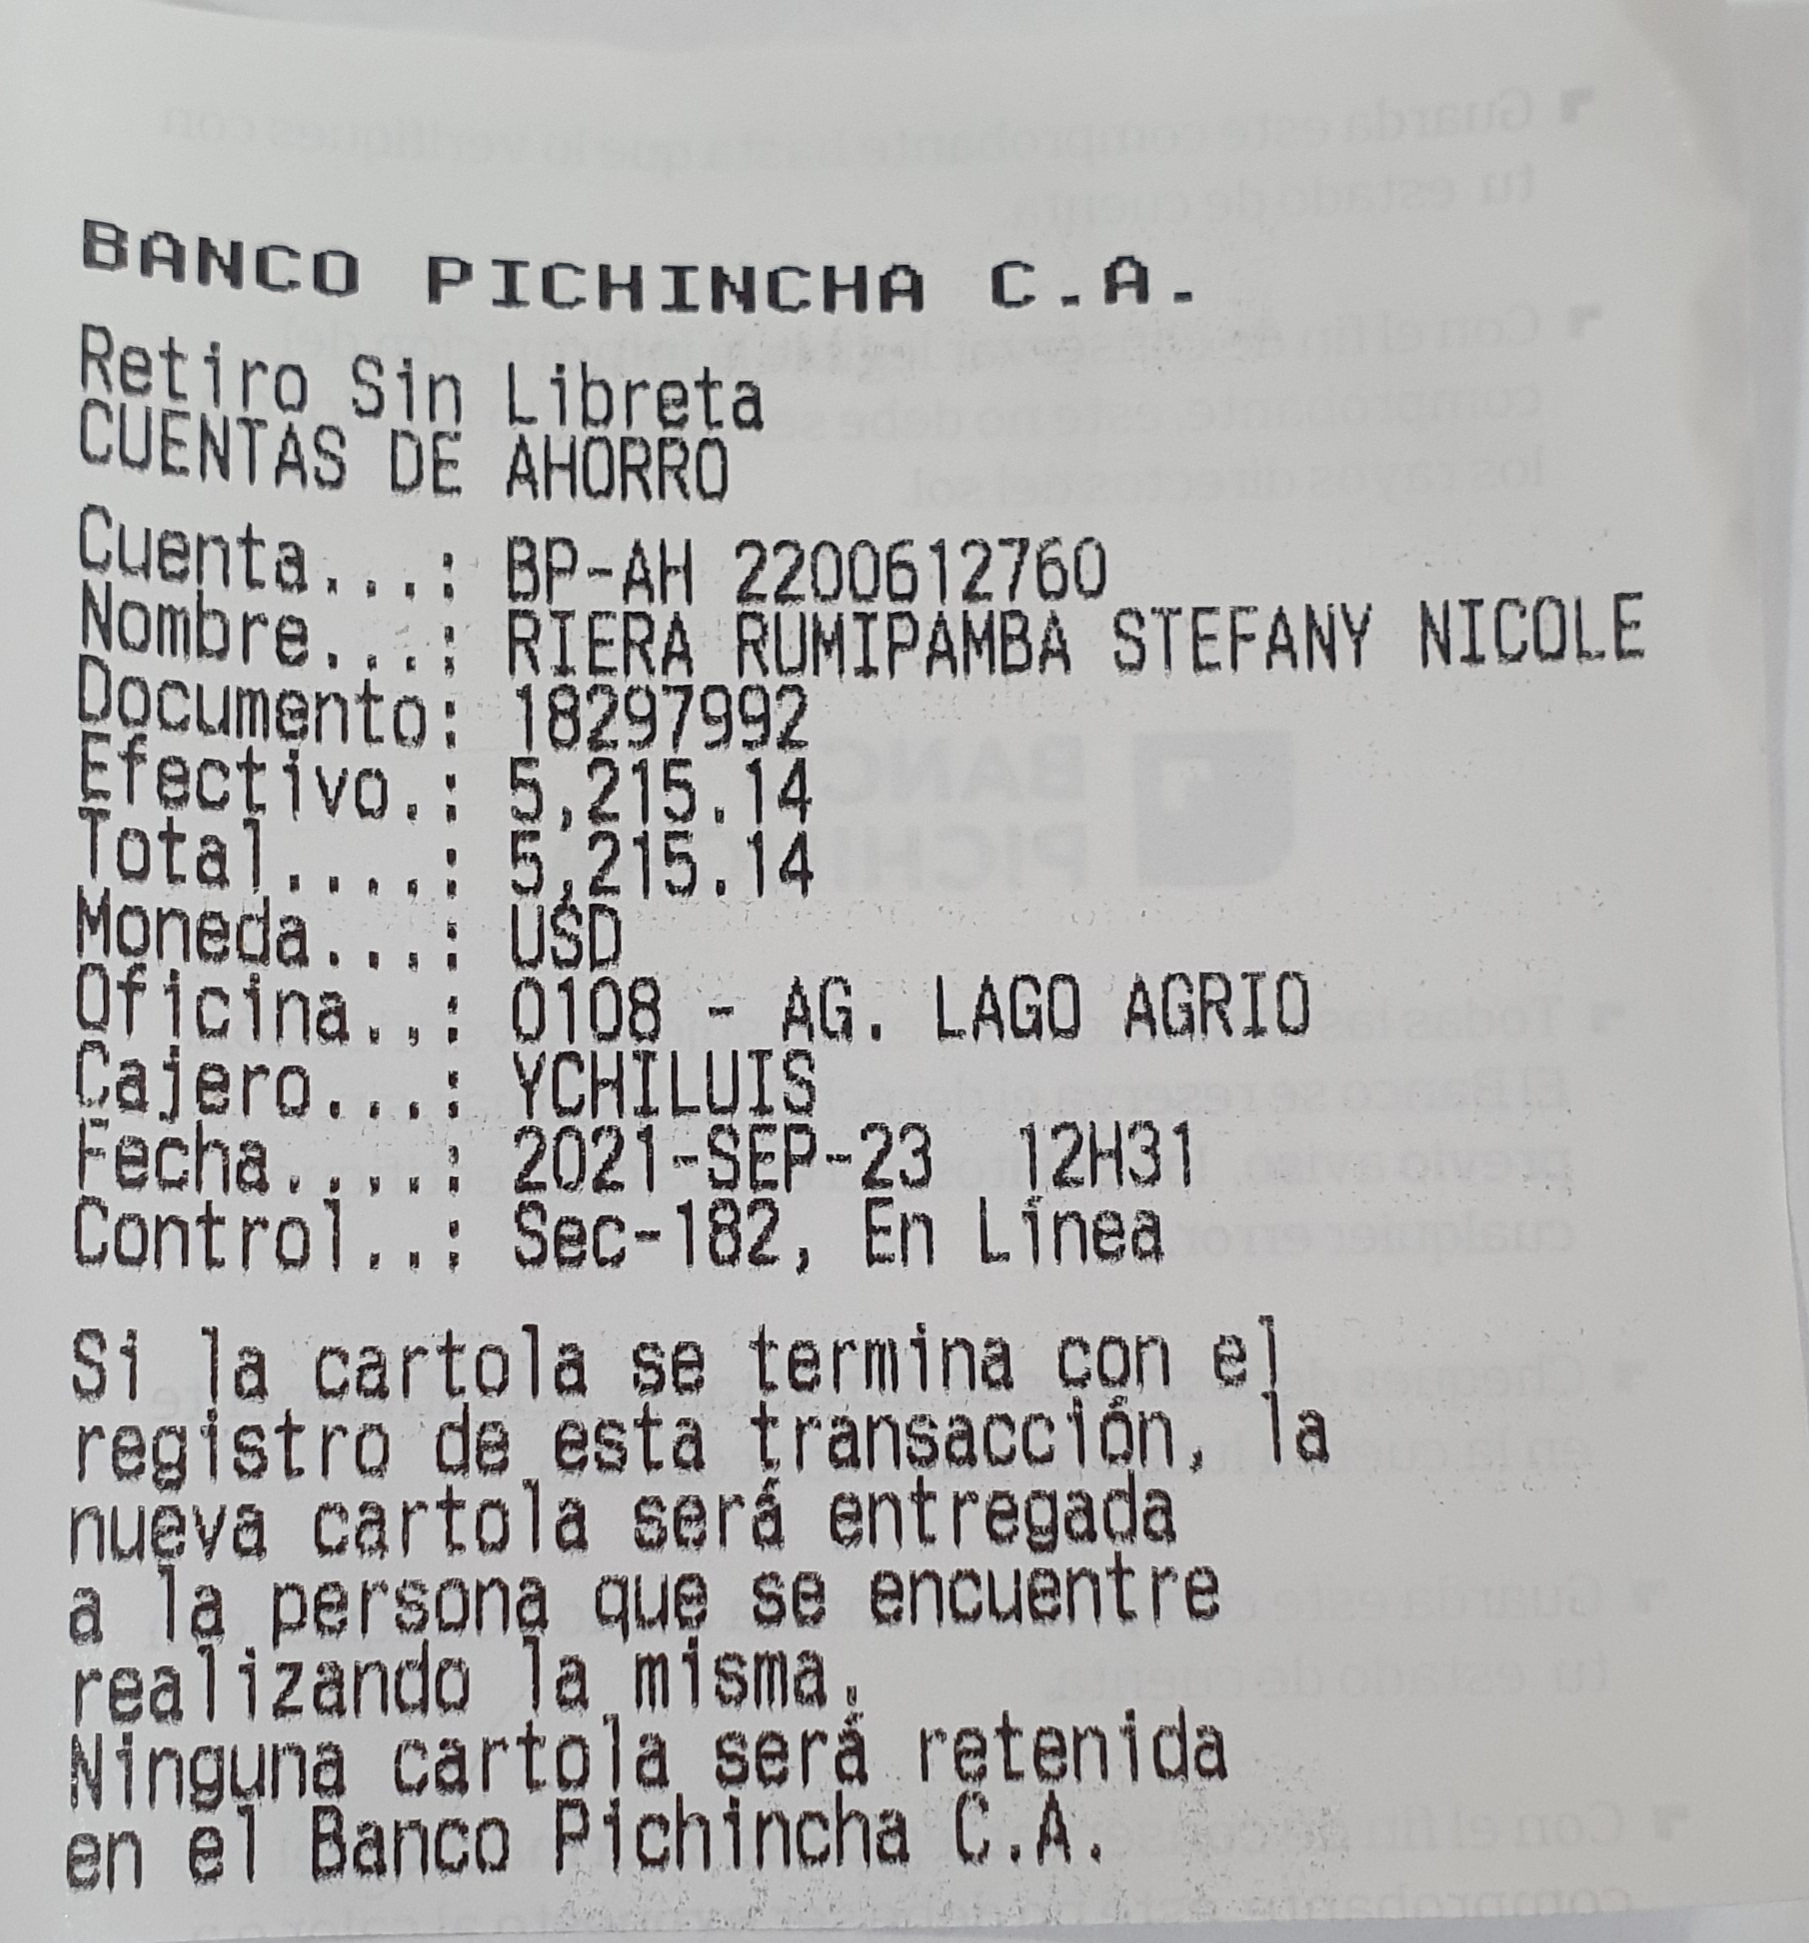 BANCO PICHINCHA C.A.
Retiro Sin Libreta
CUENTAS DE AHORRO
Cuenta...: BP-AH 2200612760
Nombre...: RIERA RUMIPAMBA STEFANY NICOLE
Documento: 18297992
Efectivo.: 5,215.14
Total....: 5,215.14
Moneda...: USD
Oficina..: 0108 - AG. LAGO AGRIO
Cajero...: YCHILUIS
Fecha....: 2021-SEP-23 12H31
Control..: Sec-182, En Línea
Si la cartola se termina con el
registro de esta transacción, la
nueva cartola será entregada
a la persona que se encuentre
realizando la misma.
Ninguna cartola será retenida
en el Banco Pichincha C.A.